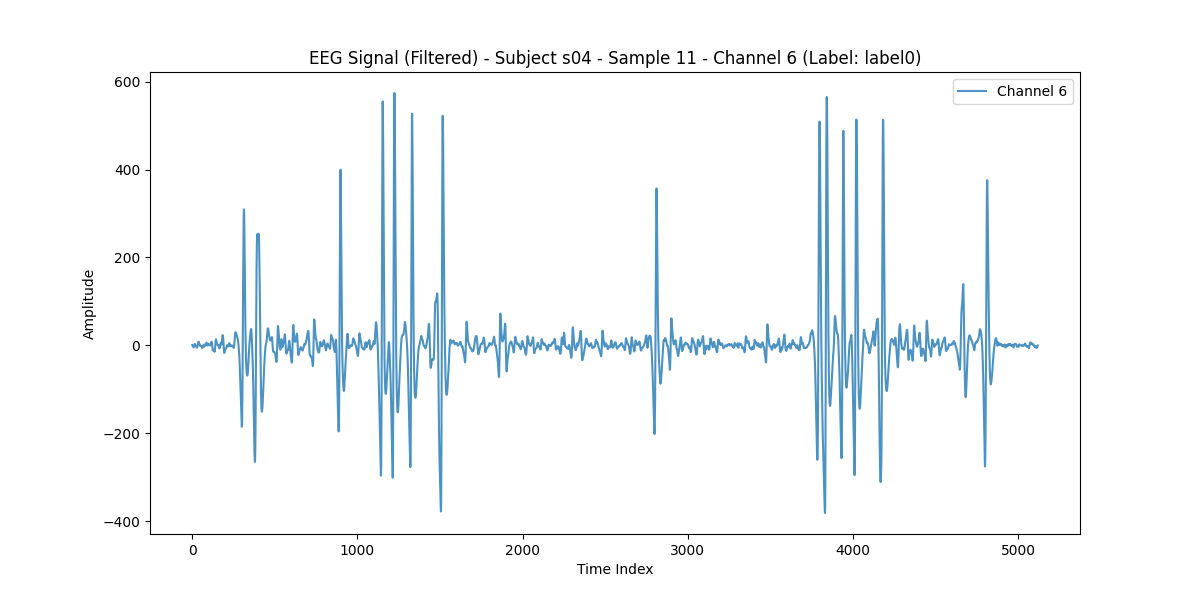 EEG Signal (Filtered) - Subject s04 - Sample 11 - Channel 6 (Label: label0)
Channel 6
600
400
200
0
−200
−400
Amplitude
0 1000 2000 3000 4000 5000
Time Index